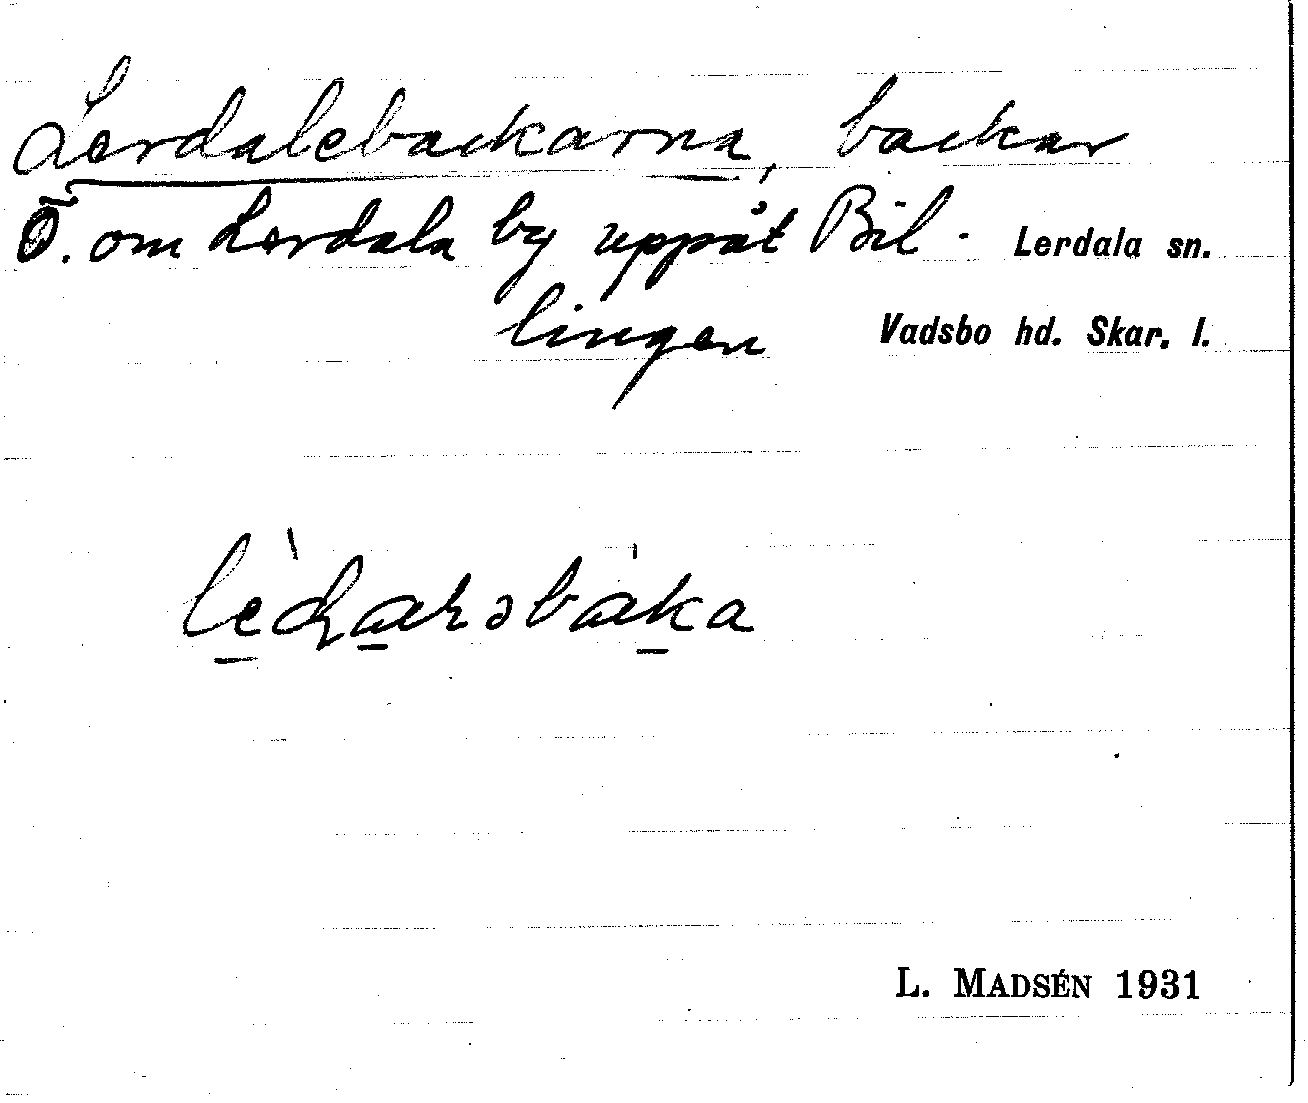 Lerdalebackarna, backar
Ö. om Lerdala by uppåt Bil- Lerdala sn.
lingen Vadsbo hd. Skar. l.
L. MADSÉN 1931